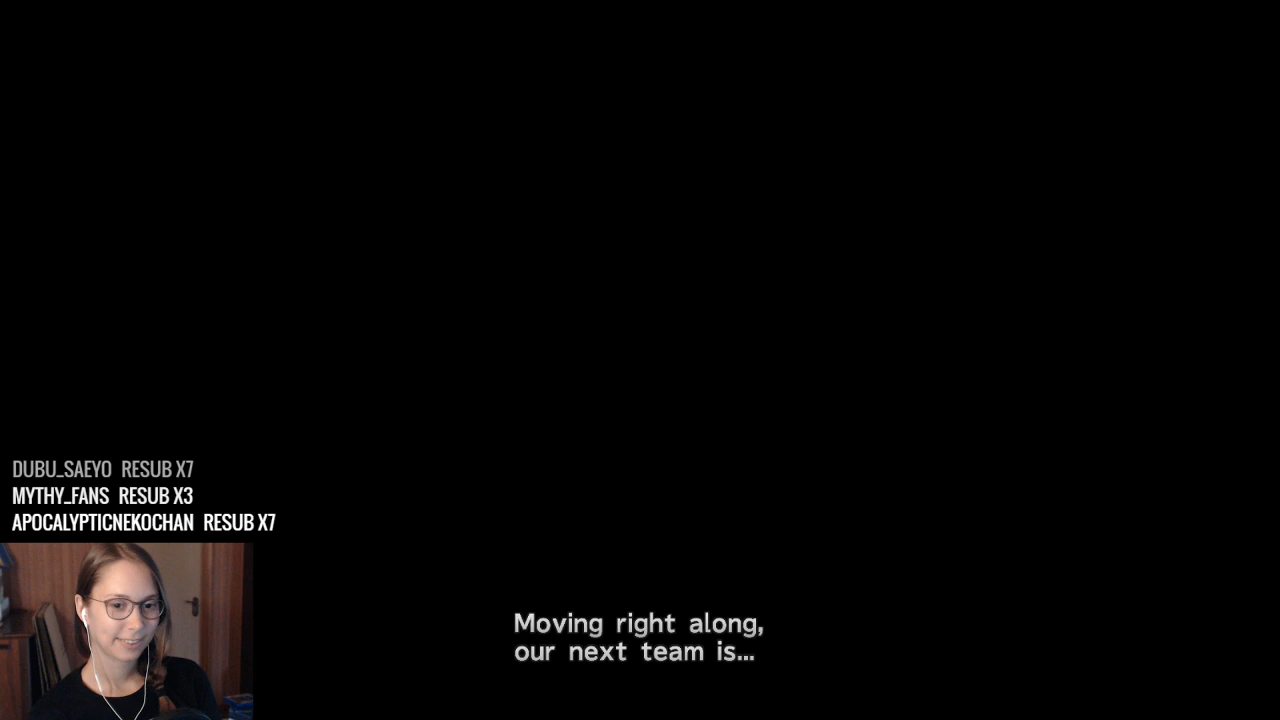 DUBU_SAEYO RESUB X7
MYTHY_FANS RESUB X3
APOCALYPTICNEKOCHAN RESUB X7
Moving right along,
our next team is...